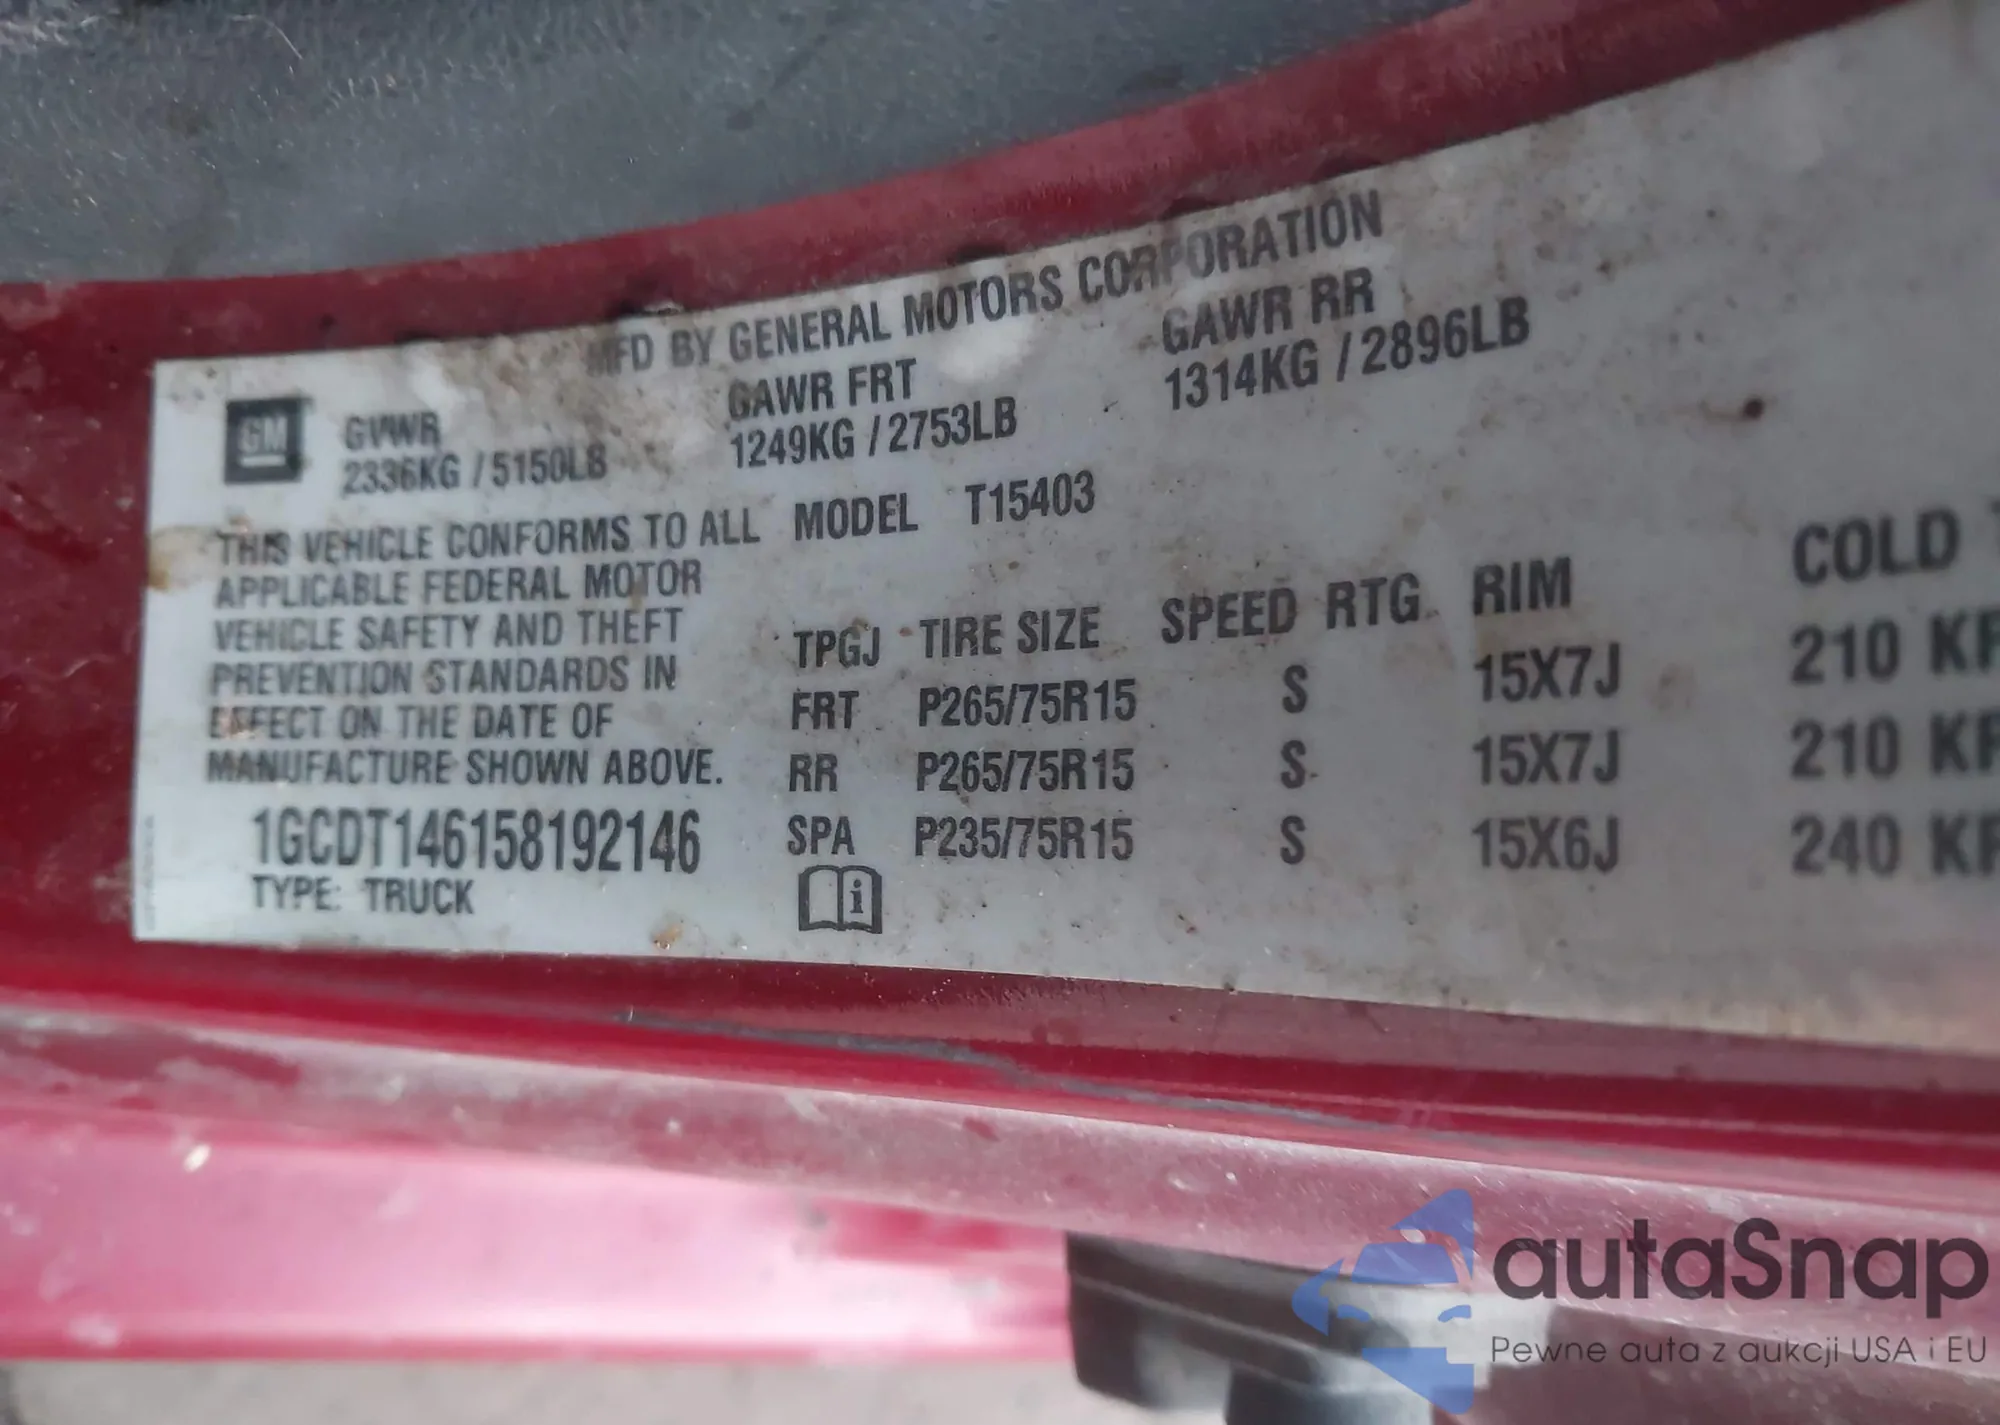 MFD BY GENERAL MOTORS CORPORATION
GM
GVWR
2336KG / 5150LB
GAWR FRT
1249KG / 2753LB
GAWR RR
1314KG / 2896LB
THIS VEHICLE CONFORMS TO ALL
APPLICABLE FEDERAL MOTOR
VEHICLE SAFETY AND THEFT
PREVENTION STANDARDS IN
EFFECT ON THE DATE OF
MANUFACTURE SHOWN ABOVE.
1GCDT146158192146
TYPE: TRUCK
MODEL T15403
TPGJ TIRE SIZE SPEED RTG RIM COLD
FRT P265/75R15 S 15X7J 210
RR P265/75R15 S 15X7J 210
SPA P235/75R15 S 15X6J 240
i
autaSnap
Pewne auta z aukcji USA i EU